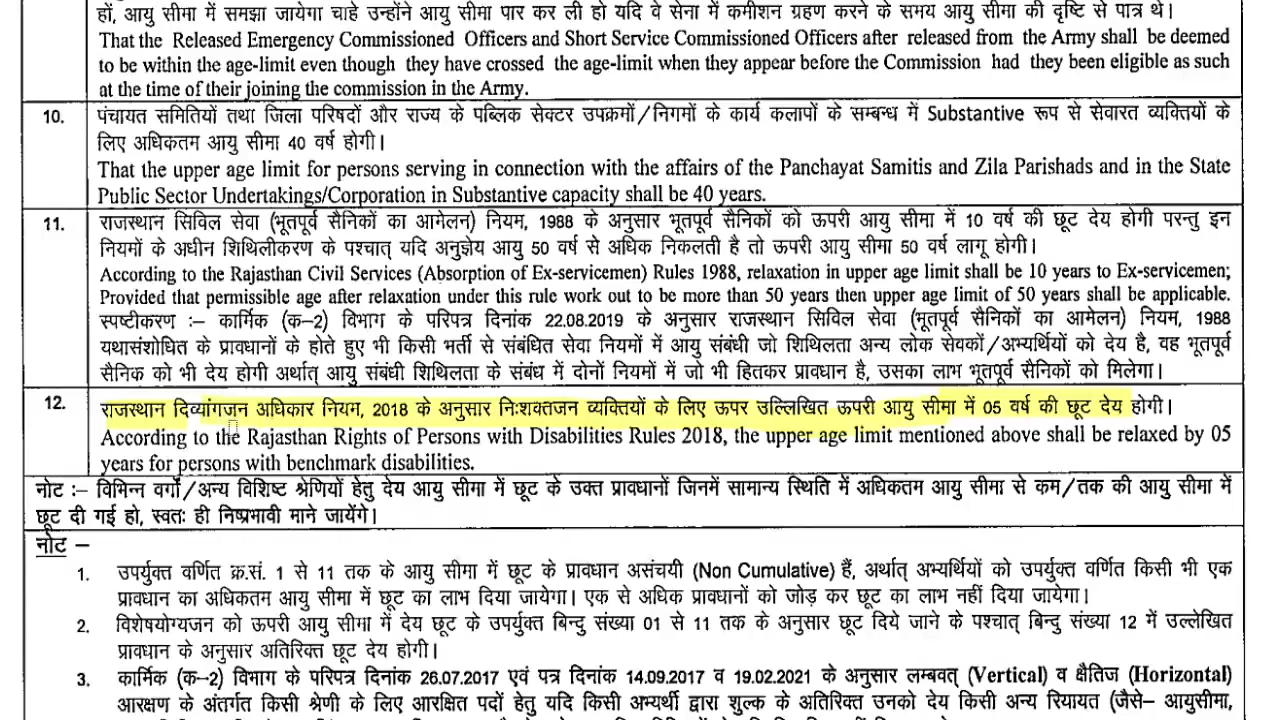 हों, आयु सीमा में समझा जायेगा चाहे उन्होंने आयु सीमा पार कर ली हो यदि वे सेना में कमीशन ग्रहण करने के समय आयु सीमा की दृष्टि से पात्र थे।
That the Released Emergency Commissioned Officers and Short Service Commissioned Officers after released from the Army shall be deemed
to be within the age-limit even though they have crossed the age-limit when they appear before the Commission had they been eligible as such
at the time of their joining the commission in the Army.
10. पंचायत समितियों तथा जिला परिषदों और राज्य के पब्लिक सेक्टर उपक्रमों/निगमों के कार्य कलापों के सम्बन्ध में Substantive रूप से सेवारत व्यक्तियों के
लिए अधिकतम आयु सीमा 40 वर्ष होगी।
That the upper age limit for persons serving in connection with the affairs of the Panchayat Samitis and Zila Parishads and in the State
Public Sector Undertakings/Corporation in Substantive capacity shall be 40 years.
11. राजस्थान सिविल सेवा (भूतपूर्व सैनिकों का आमेलन) नियम, 1988 के अनुसार भूतपूर्व सैनिकों को ऊपरी आयु सीमा में 10 वर्ष की छूट देय होगी परन्तु इन
नियमों के अधीन शिथिलीकरण के पश्चात् यदि अनुज्ञेय आयु 50 वर्ष से अधिक निकलती है तो ऊपरी आयु सीमा 50 वर्ष लागू होगी।
According to the Rajasthan Civil Services (Absorption of Ex-servicemen) Rules 1988, relaxation in upper age limit shall be 10 years to Ex-servicemen;
Provided that permissible age after relaxation under this rule work out to be more than 50 years then upper age limit of 50 years shall be applicable.
स्पष्टीकरण :– कार्मिक (क–2) विभाग के परिपत्र दिनांक 22.08.2019 के अनुसार राजस्थान सिविल सेवा (भूतपूर्व सैनिकों का आमेलन) नियम, 1988
यथासंशोधित के प्रावधानों के होते हुए भी किसी भर्ती से संबंधित सेवा नियमों में आयु संबंधी जो शिथिलता अन्य लोक सेवकों/अभ्यर्थियों को देय है, वह भूतपूर्व
सैनिक को भी देय होगी अर्थात् आयु संबंधी शिथिलता के संबंध में दोनों नियमों में जो भी हितकर प्रावधान है, उसका लाभ भूतपूर्व सैनिकों को मिलेगा।
12. राजस्थान दिव्यांगजन अधिकार नियम, 2018 के अनुसार निःशक्तजन व्यक्तियों के लिए ऊपर उल्लिखित ऊपरी आयु सीमा में 05 वर्ष की छूट देय होगी।
According to the Rajasthan Rights of Persons with Disabilities Rules 2018, the upper age limit mentioned above shall be relaxed by 05
years for persons with benchmark disabilities.
नोट :– विभिन्न वर्गों/अन्य विशिष्ट श्रेणियों हेतु देय आयु सीमा में छूट के उक्त प्रावधानों जिनमें सामान्य स्थिति में अधिकतम आयु सीमा से कम/तक की आयु सीमा में
छूट दी गई हो, स्वतः ही निष्प्रभावी माने जायेंगे।
नोट –
1. उपर्युक्त वर्णित क्र.सं. 1 से 11 तक के आयु सीमा में छूट के प्रावधान असंचयी (Non Cumulative) हैं, अर्थात् अभ्यर्थियों को उपर्युक्त वर्णित किसी भी एक
प्रावधान का अधिकतम आयु सीमा में छूट का लाभ दिया जायेगा। एक से अधिक प्रावधानों को जोड़ कर छूट का लाभ नहीं दिया जायेगा।
2. विशेषयोग्यजन को ऊपरी आयु सीमा में देय छूट के उपर्युक्त बिन्दु संख्या 01 से 11 तक के अनुसार छूट दिये जाने के पश्चात् बिन्दु संख्या 12 में उल्लेखित
प्रावधान के अनुसार अतिरिक्त छूट देय होगी।
3. कार्मिक (क–2) विभाग के परिपत्र दिनांक 26.07.2017 एवं पत्र दिनांक 14.09.2017 व 19.02.2021 के अनुसार लम्बवत् (Vertical) व क्षैतिज (Horizontal)
आरक्षण के अंतर्गत किसी श्रेणी के लिए आरक्षित पदों हेतु यदि किसी अभ्यर्थी द्वारा शुल्क के अतिरिक्त उनको देय किसी अन्य रियायत (जैसे– आयुसीमा,